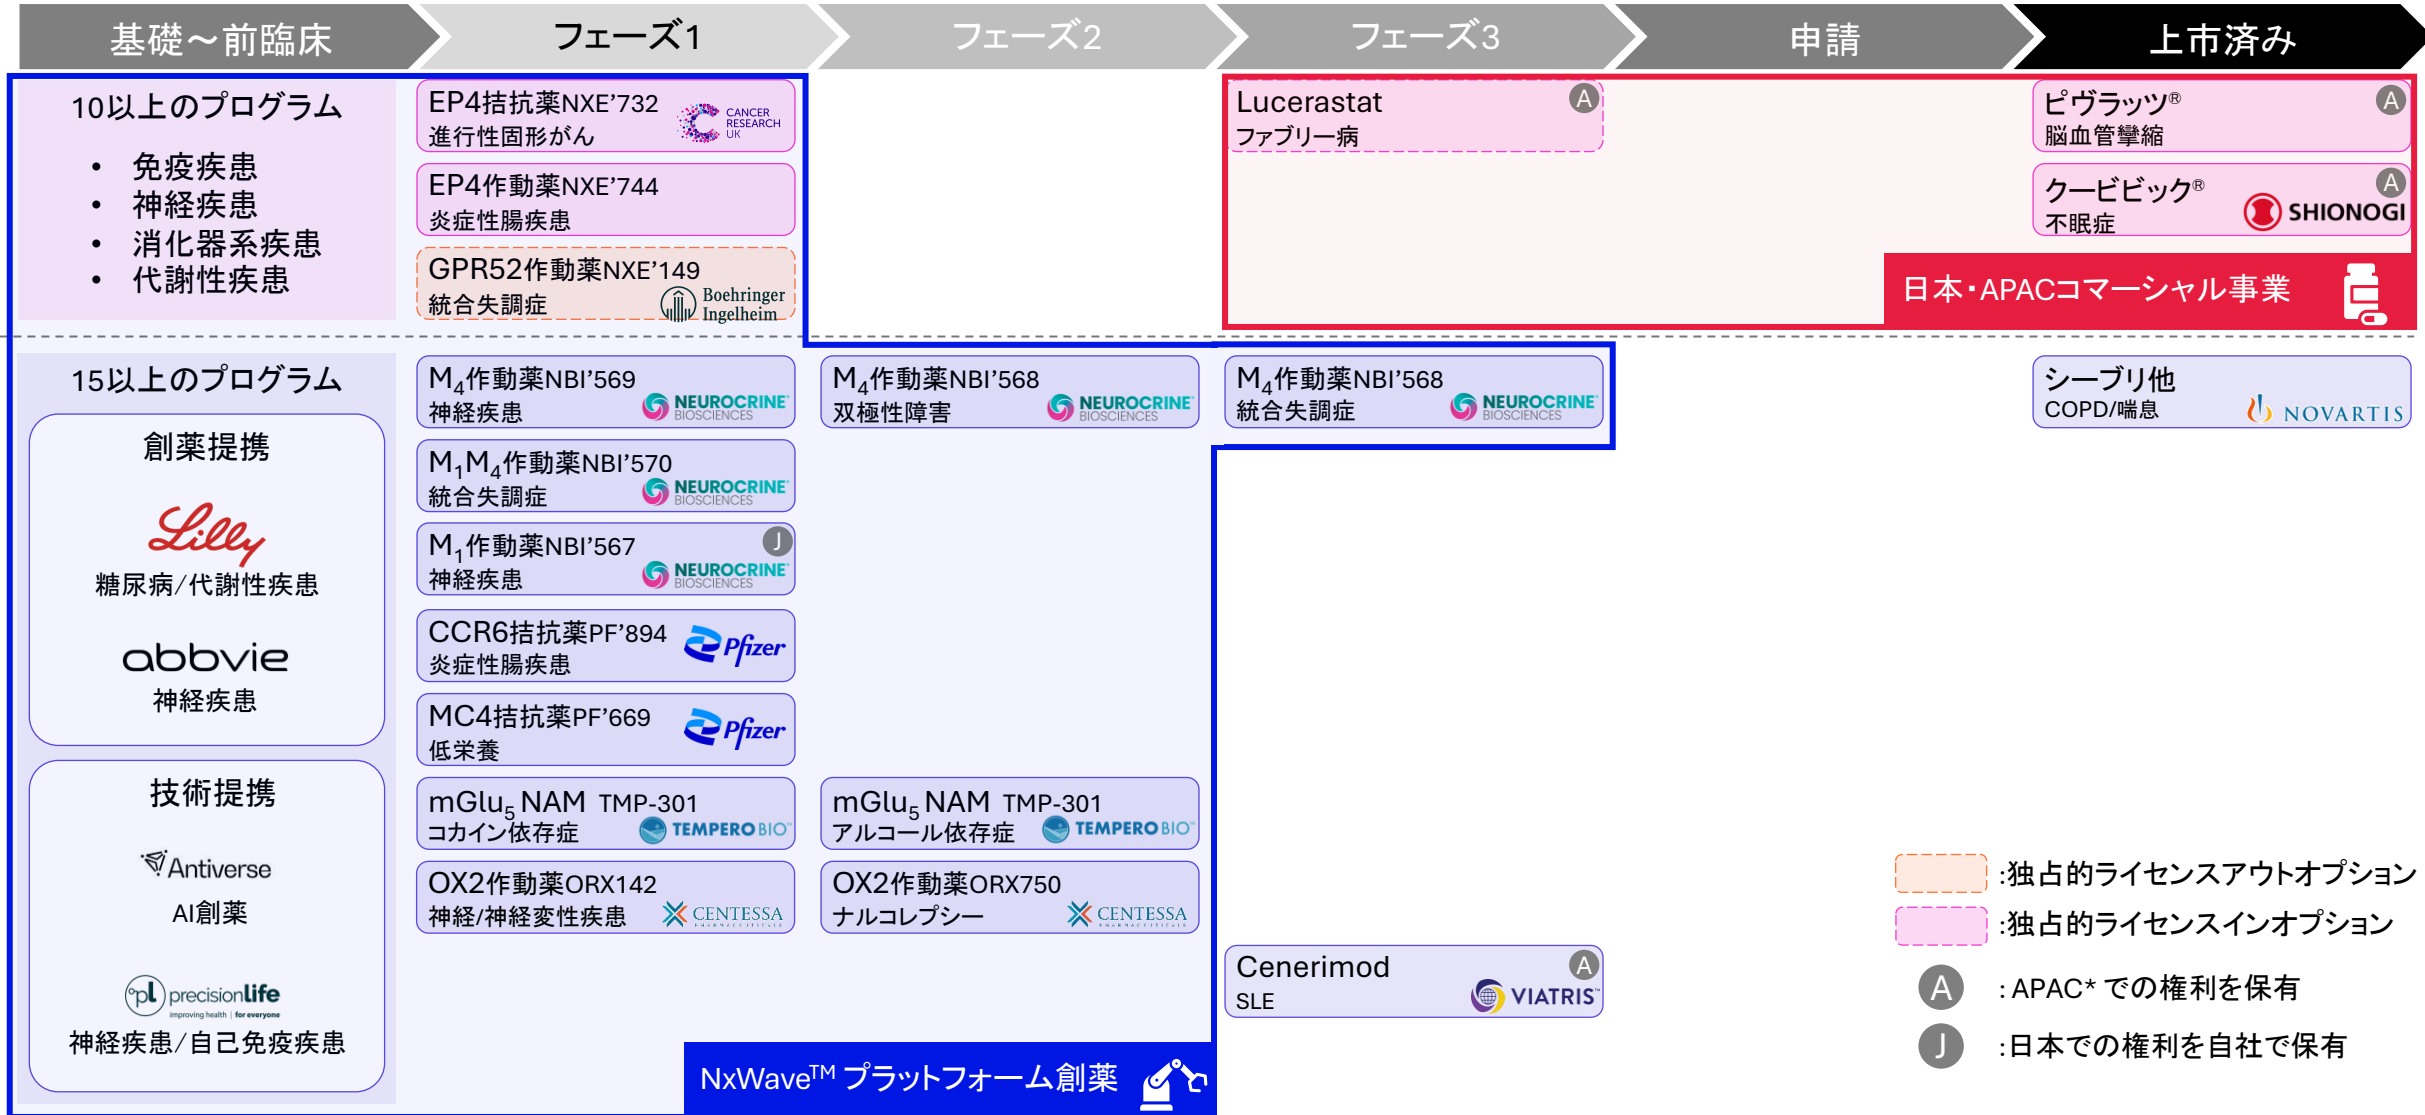 基礎～前臨床
フェーズ1
フェーズ2
フェーズ3
申請
上市済み
10以上のプログラム
• 免疫疾患
• 神経疾患
• 消化器系疾患
• 代謝性疾患
EP4拮抗薬NXE’732
進行性固形がん
CANCER
RESEARCH
UK
EP4作動薬NXE’744
炎症性腸疾患
GPR52作動薬NXE’149
統合失調症
Boehringer
Ingelheim
Lucerastat
ファブリー病
A
ピヴラッツ®
脳血管攣縮
A
クービビック®
不眠症
A
SHIONOGI
日本・APACコマーシャル事業
15以上のプログラム
創薬提携
Lilly
糖尿病/代謝性疾患
abbvie
神経疾患
技術提携
Antiverse
AI創薬
pl precisionlife
improving health | for everyone
神経疾患/自己免疫疾患
M₄作動薬NBI’569
神経疾患
NEUROCRINE
BIOSCIENCES
M₁M₄作動薬NBI’570
統合失調症
NEUROCRINE
BIOSCIENCES
M₁作動薬NBI’567
神経疾患
J
NEUROCRINE
BIOSCIENCES
CCR6拮抗薬PF’894
炎症性腸疾患
Pfizer
MC4拮抗薬PF’669
低栄養
Pfizer
mGlu₅ NAM TMP-301
コカイン依存症
TEMPERO BIO™
OX2作動薬ORX142
神経/神経変性疾患
CENTESSA
PHARMACEUTICALS
M₄作動薬NBI’568
双極性障害
NEUROCRINE
BIOSCIENCES
mGlu₅ NAM TMP-301
アルコール依存症
TEMPERO BIO™
OX2作動薬ORX750
ナルコレプシー
CENTESSA
PHARMACEUTICALS
M₄作動薬NBI’568
統合失調症
NEUROCRINE
BIOSCIENCES
Cenerimod
SLE
A
VIATRIS™
シーブリ他
COPD/喘息
NOVARTIS
NxWave™ プラットフォーム創薬
:独占的ライセンスアウトオプション
:独占的ライセンスインオプション
A : APAC* での権利を保有
J :日本での権利を自社で保有